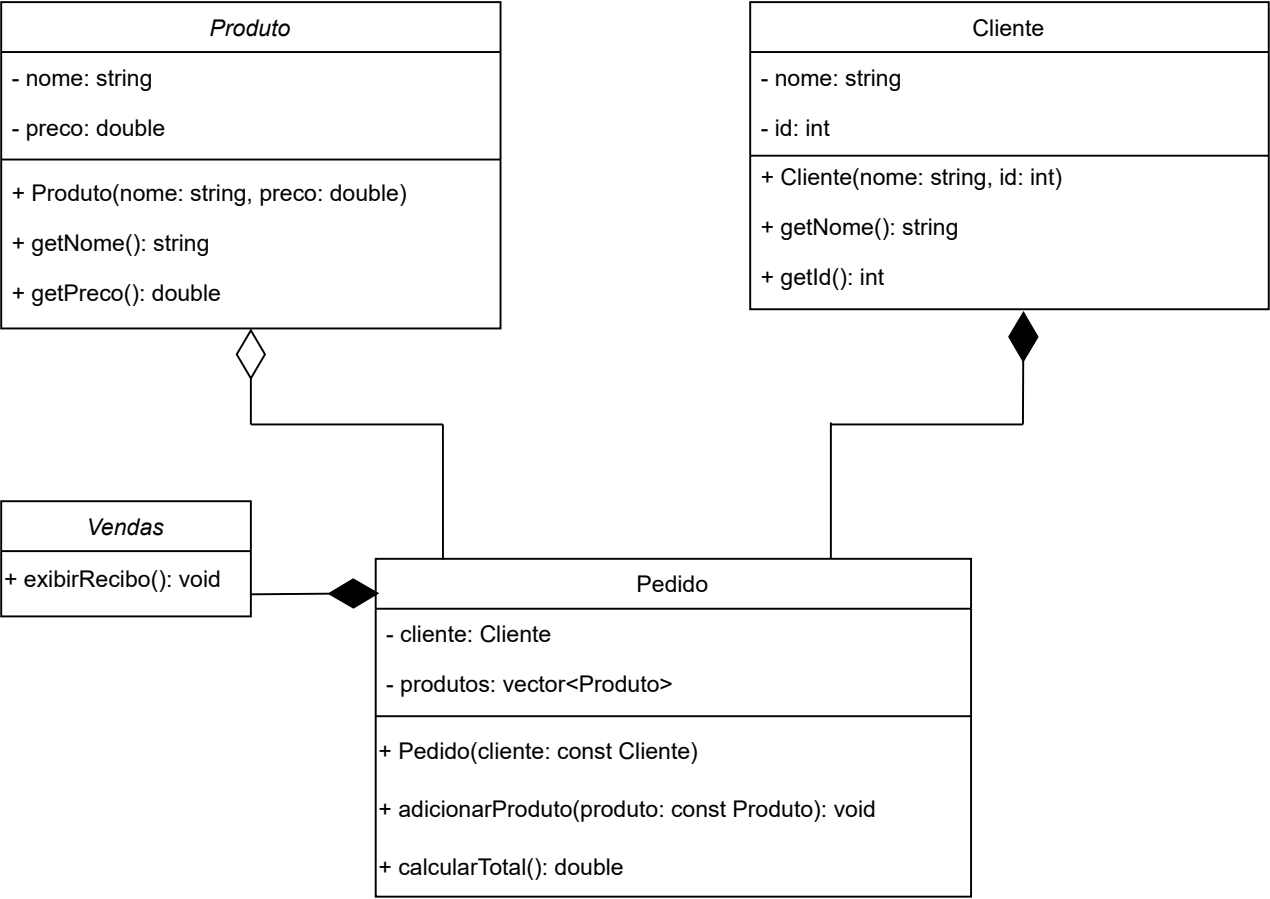 Produto
- nome: string
- preco: double
+ Produto(nome: string, preco: double)
+ getNome(): string
+ getPreco(): double
Cliente
- nome: string
- id: int
+ Cliente(nome: string, id: int)
+ getNome(): string
+ getId(): int
Vendas
+ exibirRecibo(): void
Pedido
- cliente: Cliente
- produtos: vector<Produto>
+ Pedido(cliente: const Cliente)
+ adicionarProduto(produto: const Produto): void
+ calcularTotal(): double